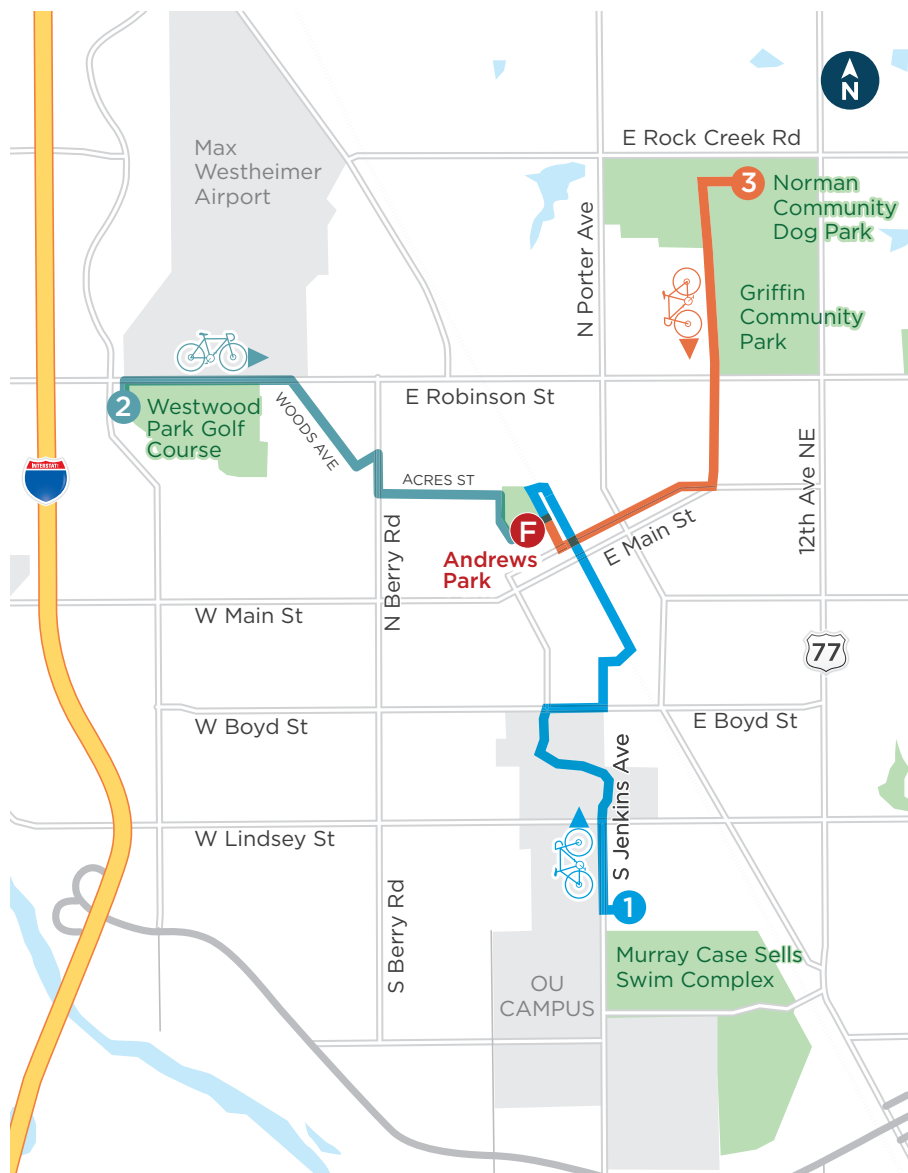 N
E Rock Creek Rd
Max
Westheimer
Airport
3
Norman
Community
Dog Park
N Porter Ave
Griffin
Community
Park
E Robinson St
2
Westwood
Park Golf
Course
WOODS AVE
ACRES ST
INTERSTATE
N Berry Rd
F
Andrews
Park
E Main St
12th Ave NE
W Main St
77
W Boyd St
E Boyd St
S Jenkins Ave
W Lindsey St
1
S Berry Rd
Murray Case Sells
Swim Complex
OU
CAMPUS